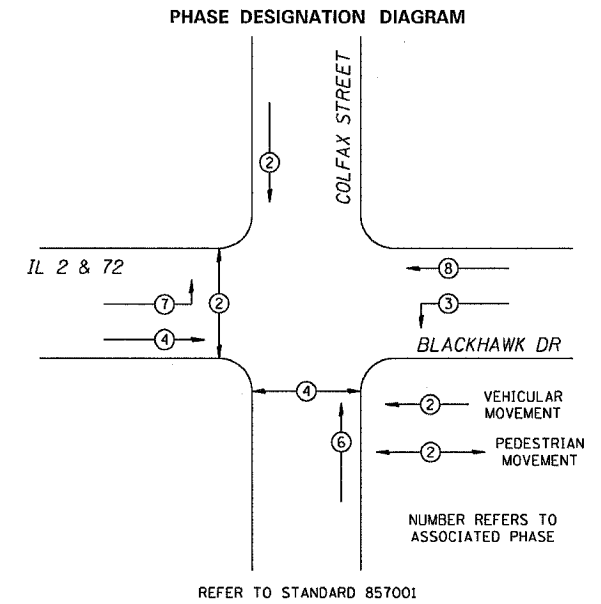 PHASE DESIGNATION DIAGRAM
COLFAX STREET
2
IL 2 & 72
8
7
2
3
4
BLACKHAWK DR
4
2
VEHICULAR
MOVEMENT
6
2
PEDESTRIAN
MOVEMENT
NUMBER REFERS TO
ASSOCIATED PHASE
REFER TO STANDARD 857001